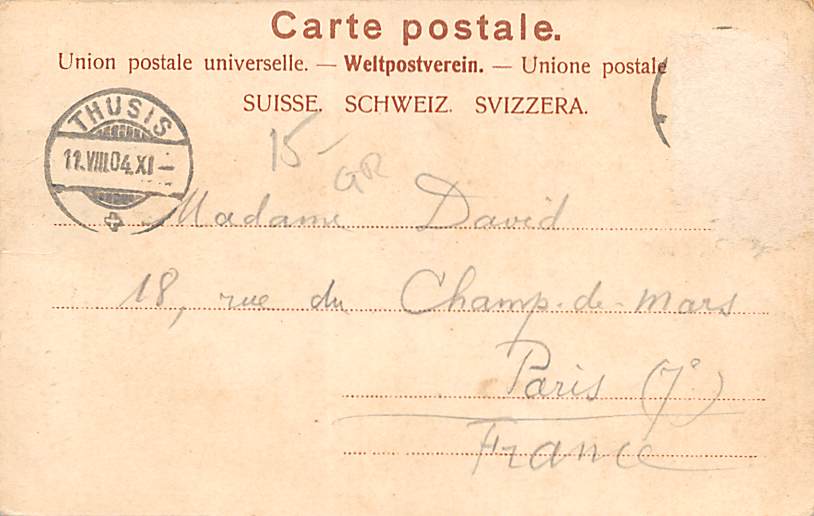 Carte postale.
Union postale universelle. — Weltpostverein. — Unione postale
SUISSE. SCHWEIZ. SVIZZERA.
THUSIS
11.VIII.04.XI–
15–
GR
Madame David
18, rue du Champ-de-Mars
Paris (7e)
France